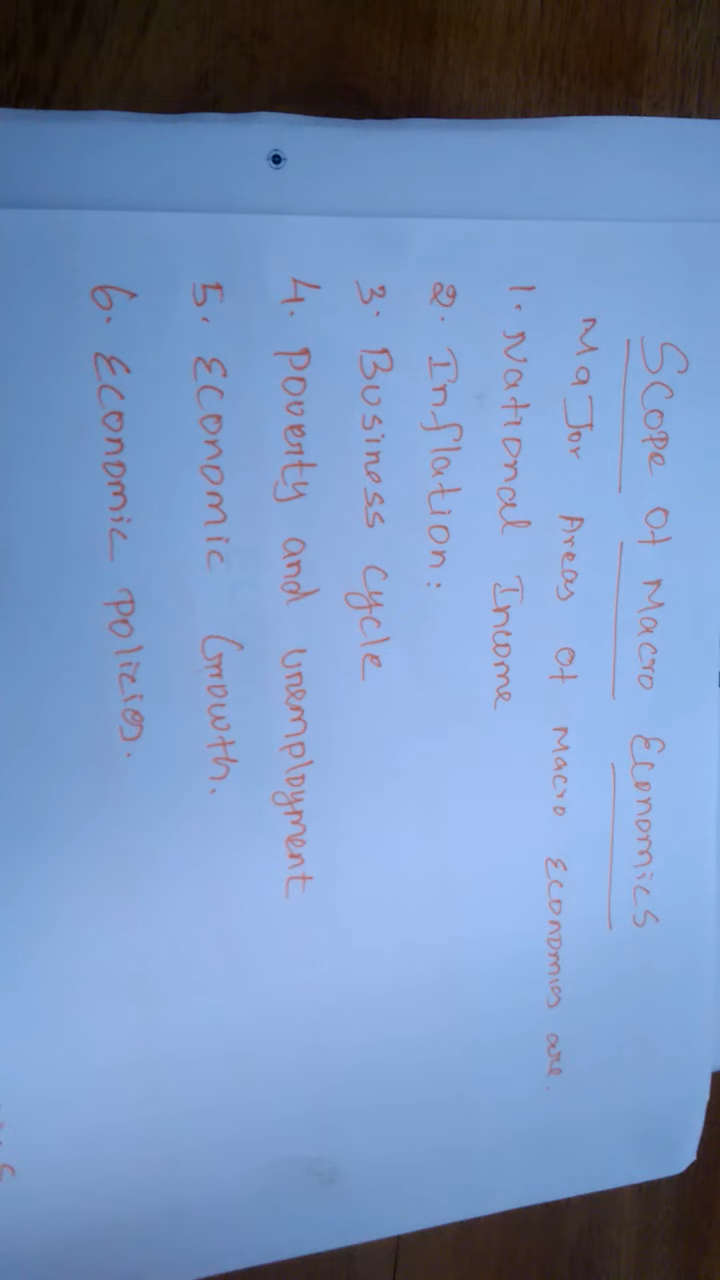 Scope Of Macro Economics
MaJor Areas Of Macro Economics are.
1. National Income
2. Inflation:
3. Business cycle
4. Poverty and unemployment
5. Economic Growth.
6. Economic policies.